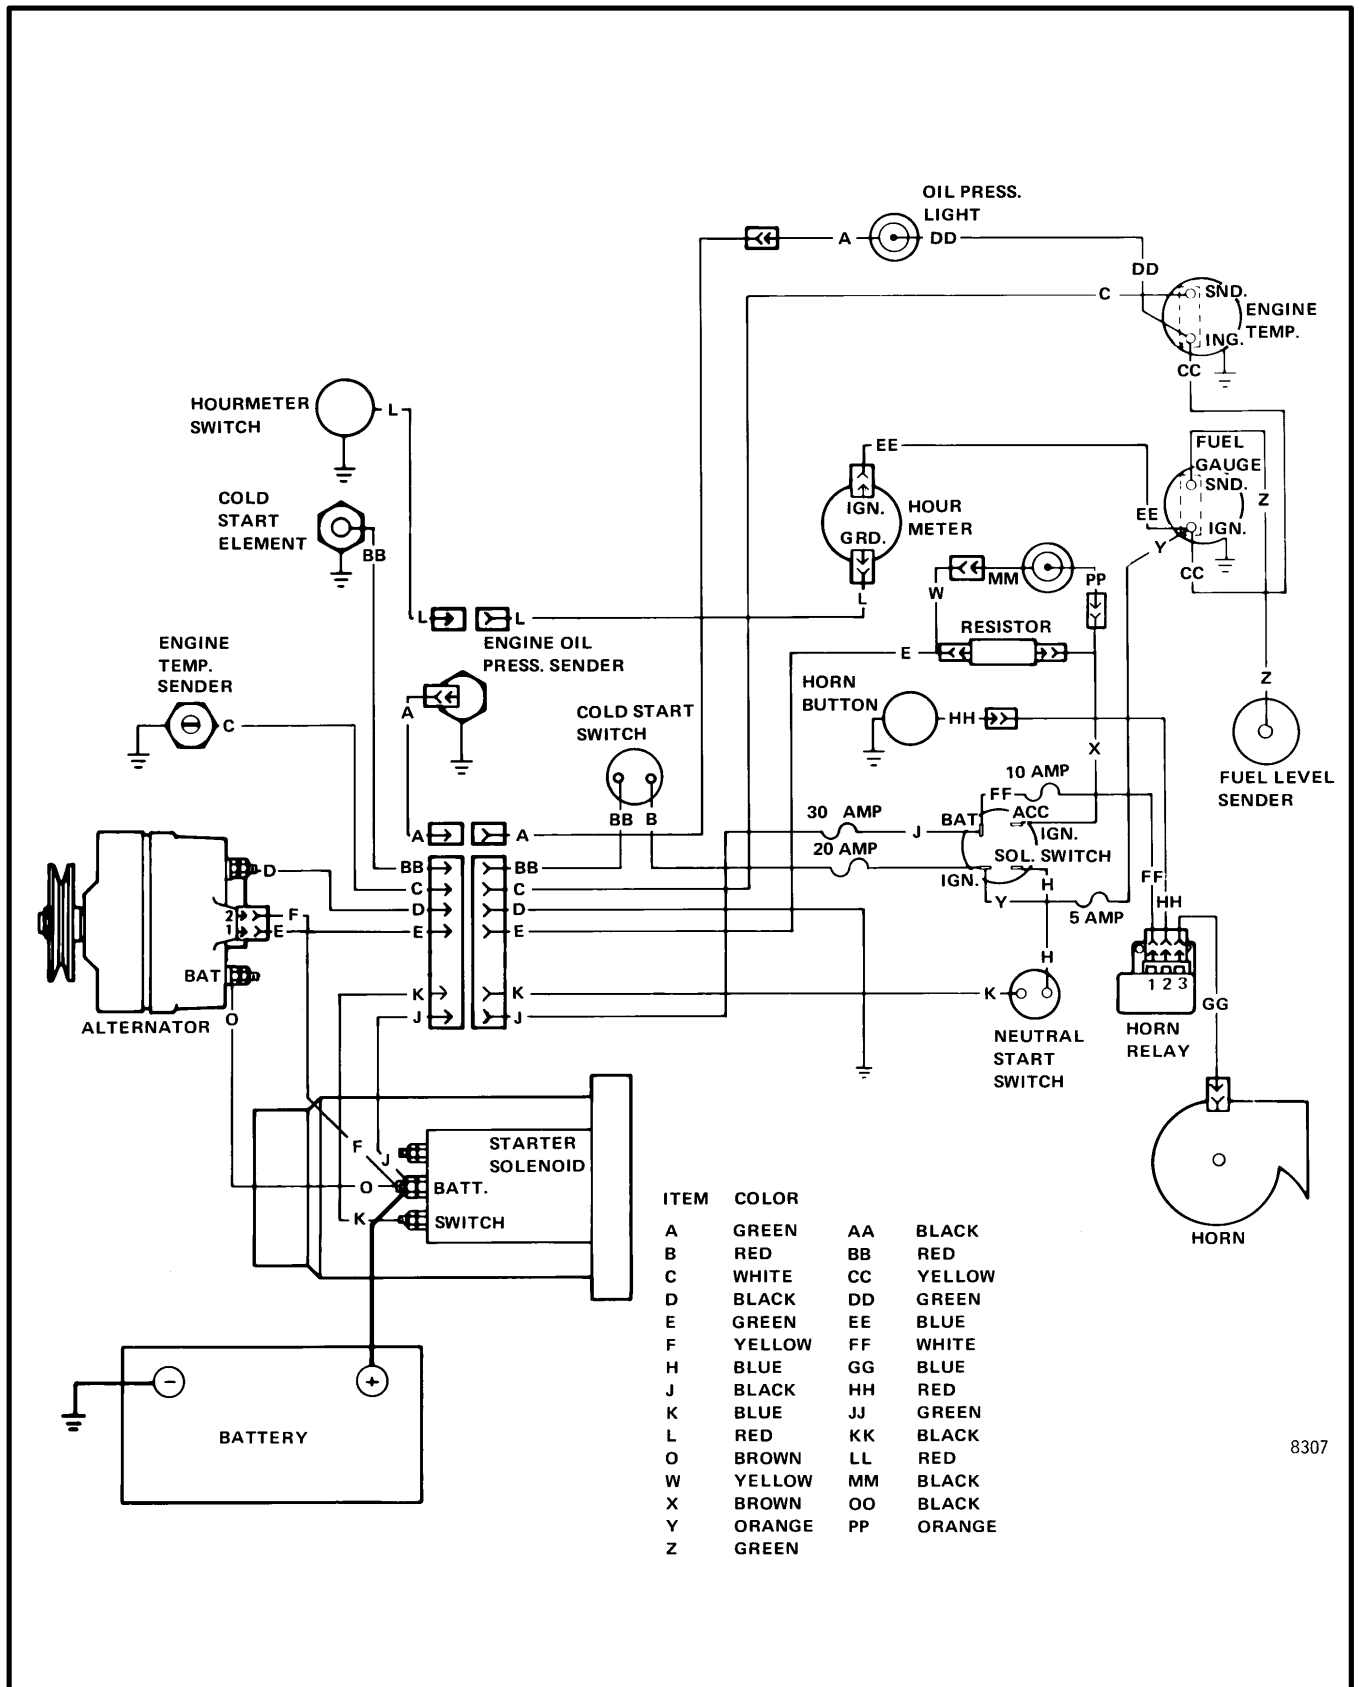 OIL PRESS.
LIGHT
A
DD
DD
C
SND.
ENGINE
TEMP.
ING.
CC
HOURMETER
SWITCH
L
EE
FUEL
GAUGE
SND.
Z
IGN.
EE
Y
CC
COLD
START
ELEMENT
BB
IGN.
HOUR
METER
GRD.
L
W
MM
PP
L
L
ENGINE OIL
PRESS. SENDER
RESISTOR
E
ENGINE
TEMP.
SENDER
C
A
COLD START
SWITCH
HORN
BUTTON
HH
X
Z
FUEL LEVEL
SENDER
10 AMP
FF
BB
B
30 AMP
J
BAT
ACC
IGN.
20 AMP
SOL. SWITCH
IGN.
H
Y
5 AMP
FF
HH
A
A
BB
BB
C
C
D
D
E
E
K
K
J
J
D
2
F
1
E
BAT
O
ALTERNATOR
H
K
NEUTRAL
START
SWITCH
1 2 3
GG
HORN
RELAY
HORN
F
J
STARTER
SOLENOID
O
BATT.
K
SWITCH
-
+
BATTERY
ITEM COLOR
A GREEN AA BLACK
B RED BB RED
C WHITE CC YELLOW
D BLACK DD GREEN
E GREEN EE BLUE
F YELLOW FF WHITE
H BLUE GG BLUE
J BLACK HH RED
K BLUE JJ GREEN
L RED KK BLACK
O BROWN LL RED
W YELLOW MM BLACK
X BROWN OO BLACK
Y ORANGE PP ORANGE
Z GREEN
8307